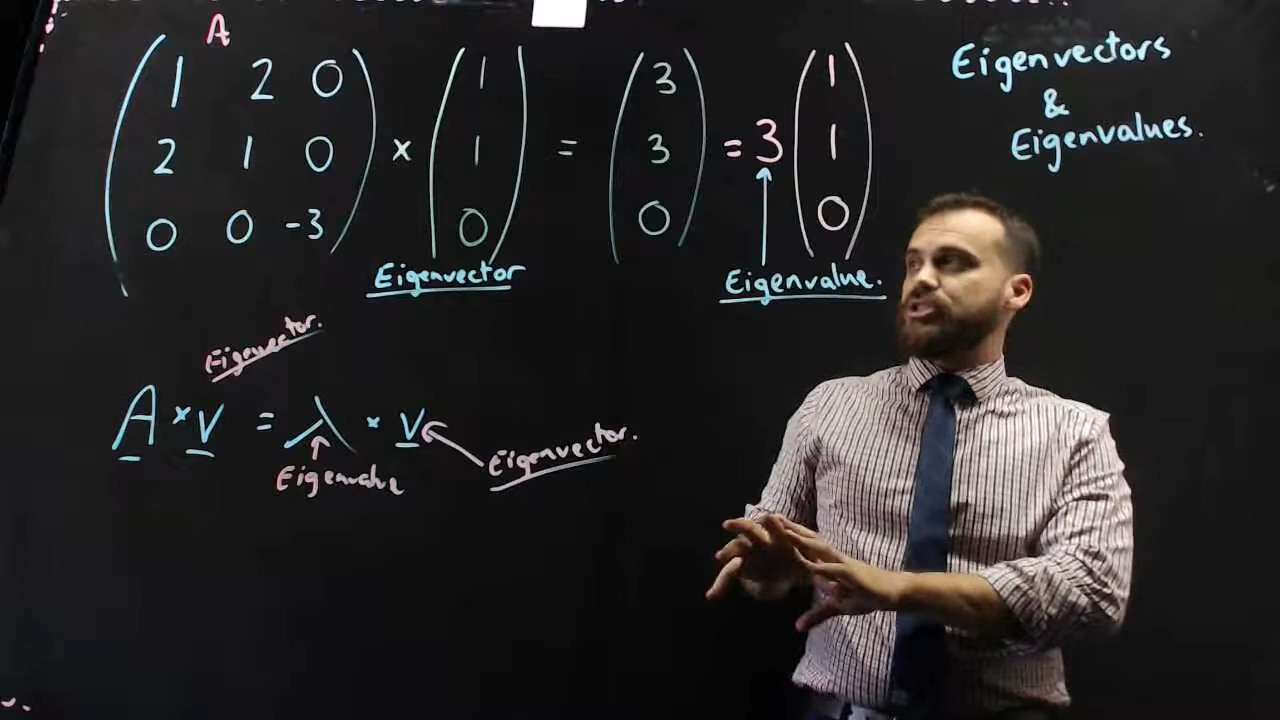 A
( 1 2 0 ) ( 1 ) ( 3 ) ( 1 )
( 2 1 0 ) × ( 1 ) = ( 3 ) = 3 ( 1 )
( 0 0 -3 ) ( 0 ) ( 0 ) ( 0 )
Eigenvector
Eigenvalue.
Eigenvectors
&
Eigenvalues.
Eigenvector.
A × v = λ × v
Eigenvalue
Eigenvector.